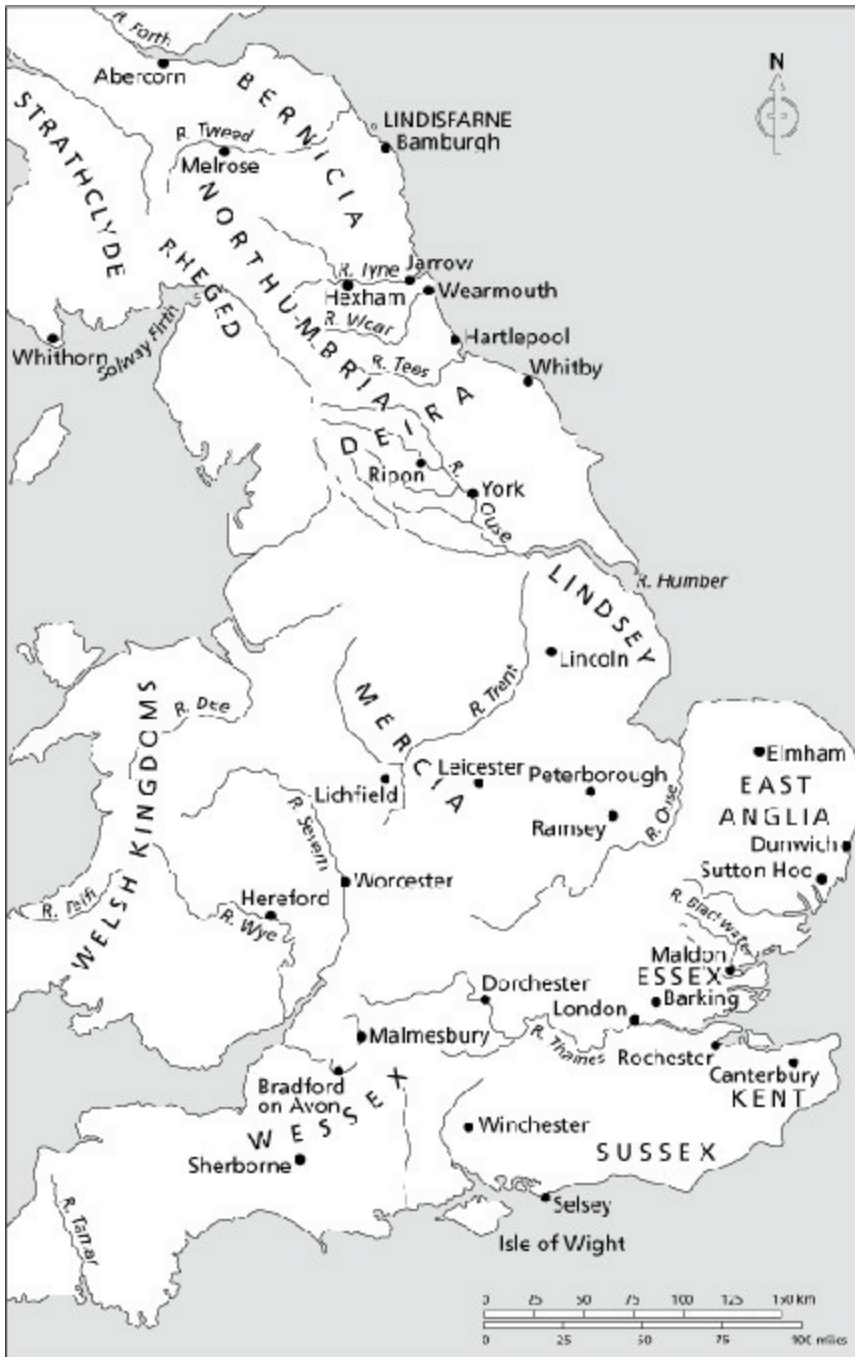 R. Forth
Abercorn
BERNICIA
N
STRATHCLYDE
LINDISFARNE
R. Tweed
Bamburgh
Melrose
NORTHUMBRIA
RHEGED
Jarrow
R. Tyne
Hexham
Wearmouth
R. Wear
Hartlepool
Whithorn
Solway Firth
R. Tees
Whitby
DEIRA
Ripon
York
R. Ouse
R. Humber
LINDSEY
Lincoln
R. Trent
MERCIA
R. Dee
WELSH KINGDOMS
Elmham
Leicester
Peterborough
Lichfield
EAST
ANGLIA
R. Ouse
Ramsey
R. Severn
Dunwich
Sutton Hoo
Worcester
Hereford
R. Teifi
R. Wye
R. Blackwater
Maldon
ESSEX
Dorchester
Barking
London
Malmesbury
R. Thames
Rochester
Canterbury
KENT
Bradford
on Avon
WESSEX
Winchester
SUSSEX
Sherborne
Selsey
R. Tamar
Isle of Wight
0 25 50 75 100 125 150 km
0 25 50 75 100 miles